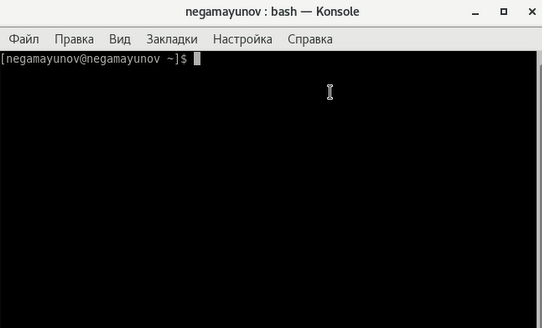 negamayunov : bash — Konsole
Файл Правка Вид Закладки Настройка Справка
[negamayunov@negamayunov ~]$